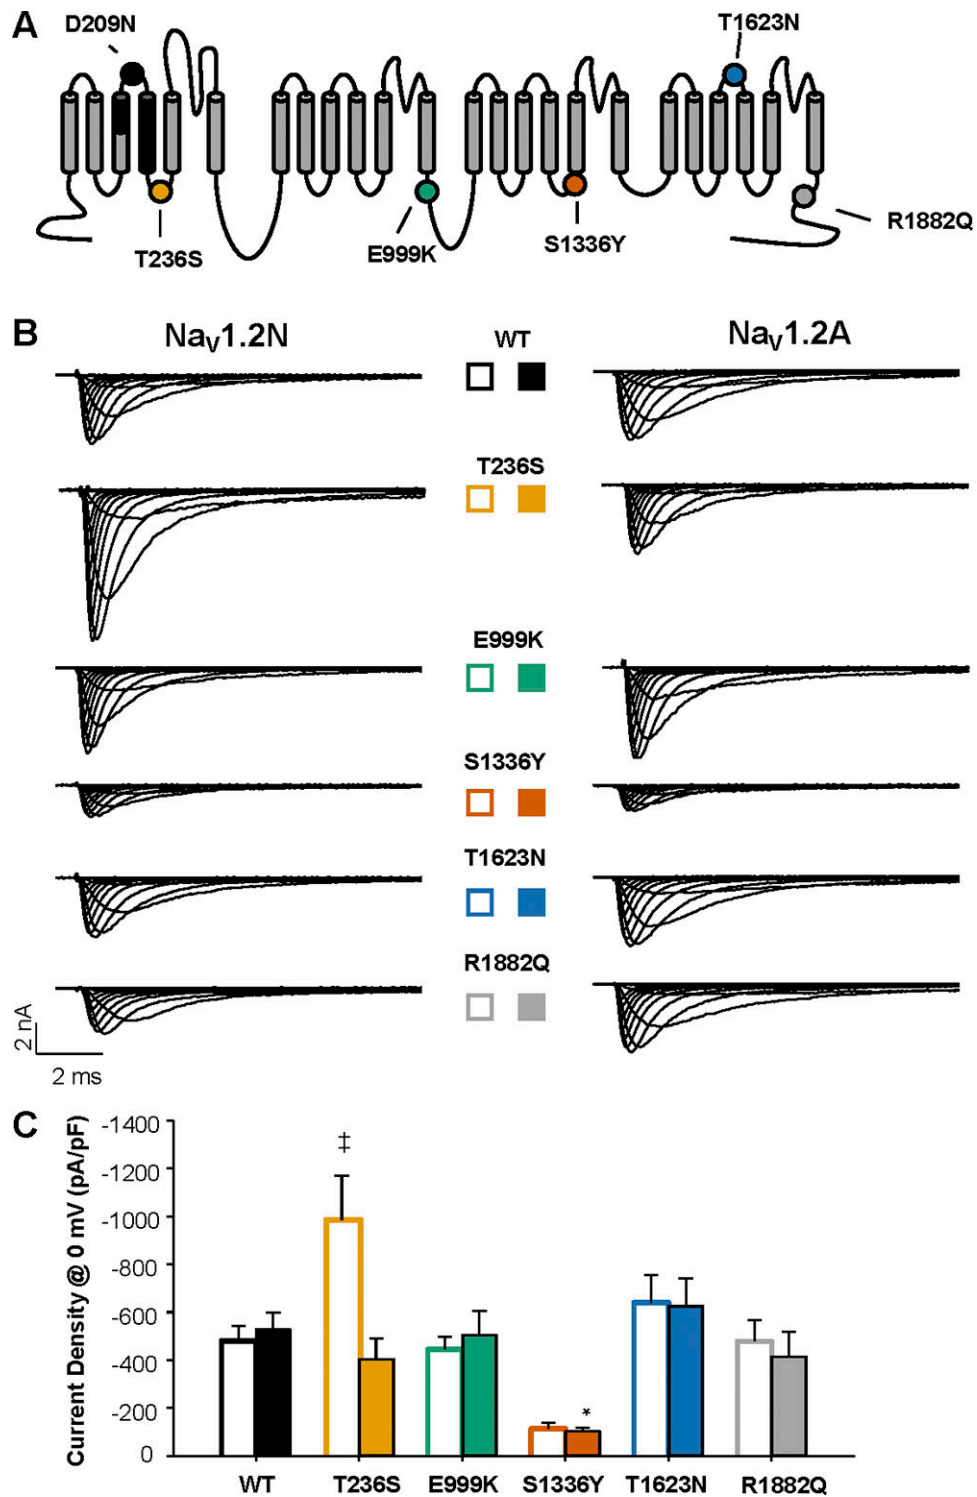 A
D209N
T1623N
T236S
E999K
S1336Y
R1882Q
B
NaV1.2N
WT
NaV1.2A
T236S
E999K
S1336Y
T1623N
R1882Q
2 nA
2 ms
C
Current Density @ 0 mV (pA/pF)
-1400
-1200
-1000
-800
-600
-400
-200
0
‡
*
WT T236S E999K S1336Y T1623N R1882Q